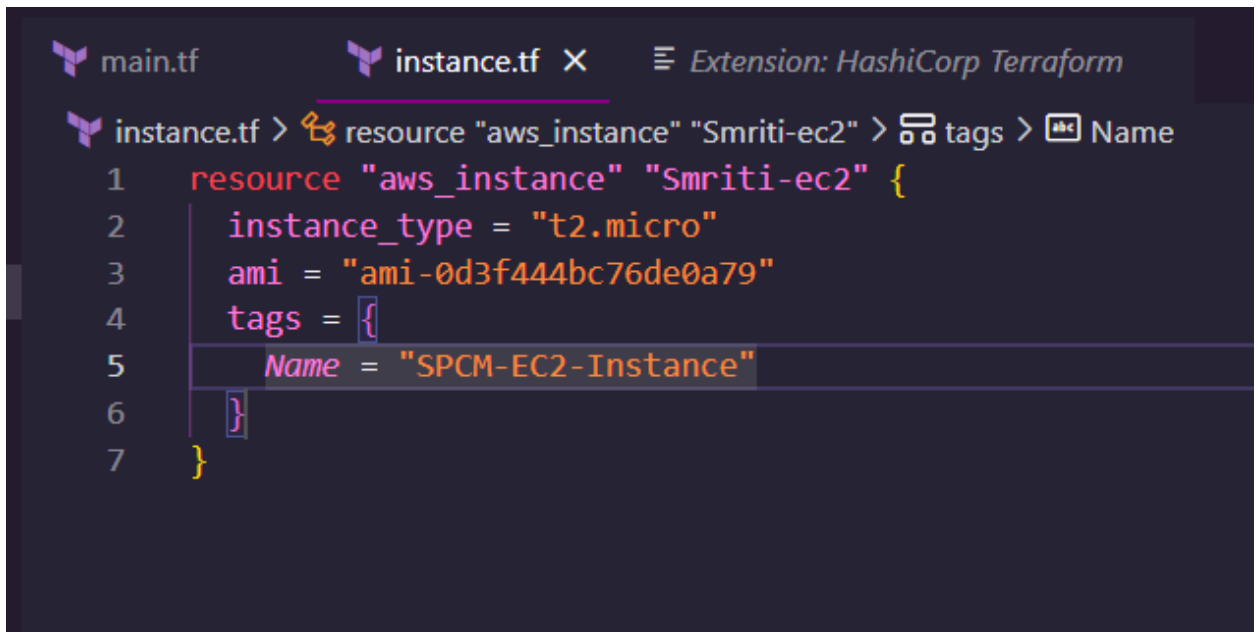 main.tf instance.tf Extension: HashiCorp Terraform
instance.tf > resource "aws_instance" "Smriti-ec2" > tags > abc Name
1 resource "aws_instance" "Smriti-ec2" {
2   instance_type = "t2.micro"
3   ami = "ami-0d3f444bc76de0a79"
4   tags = {
5     Name = "SPCM-EC2-Instance"
6   }
7 }